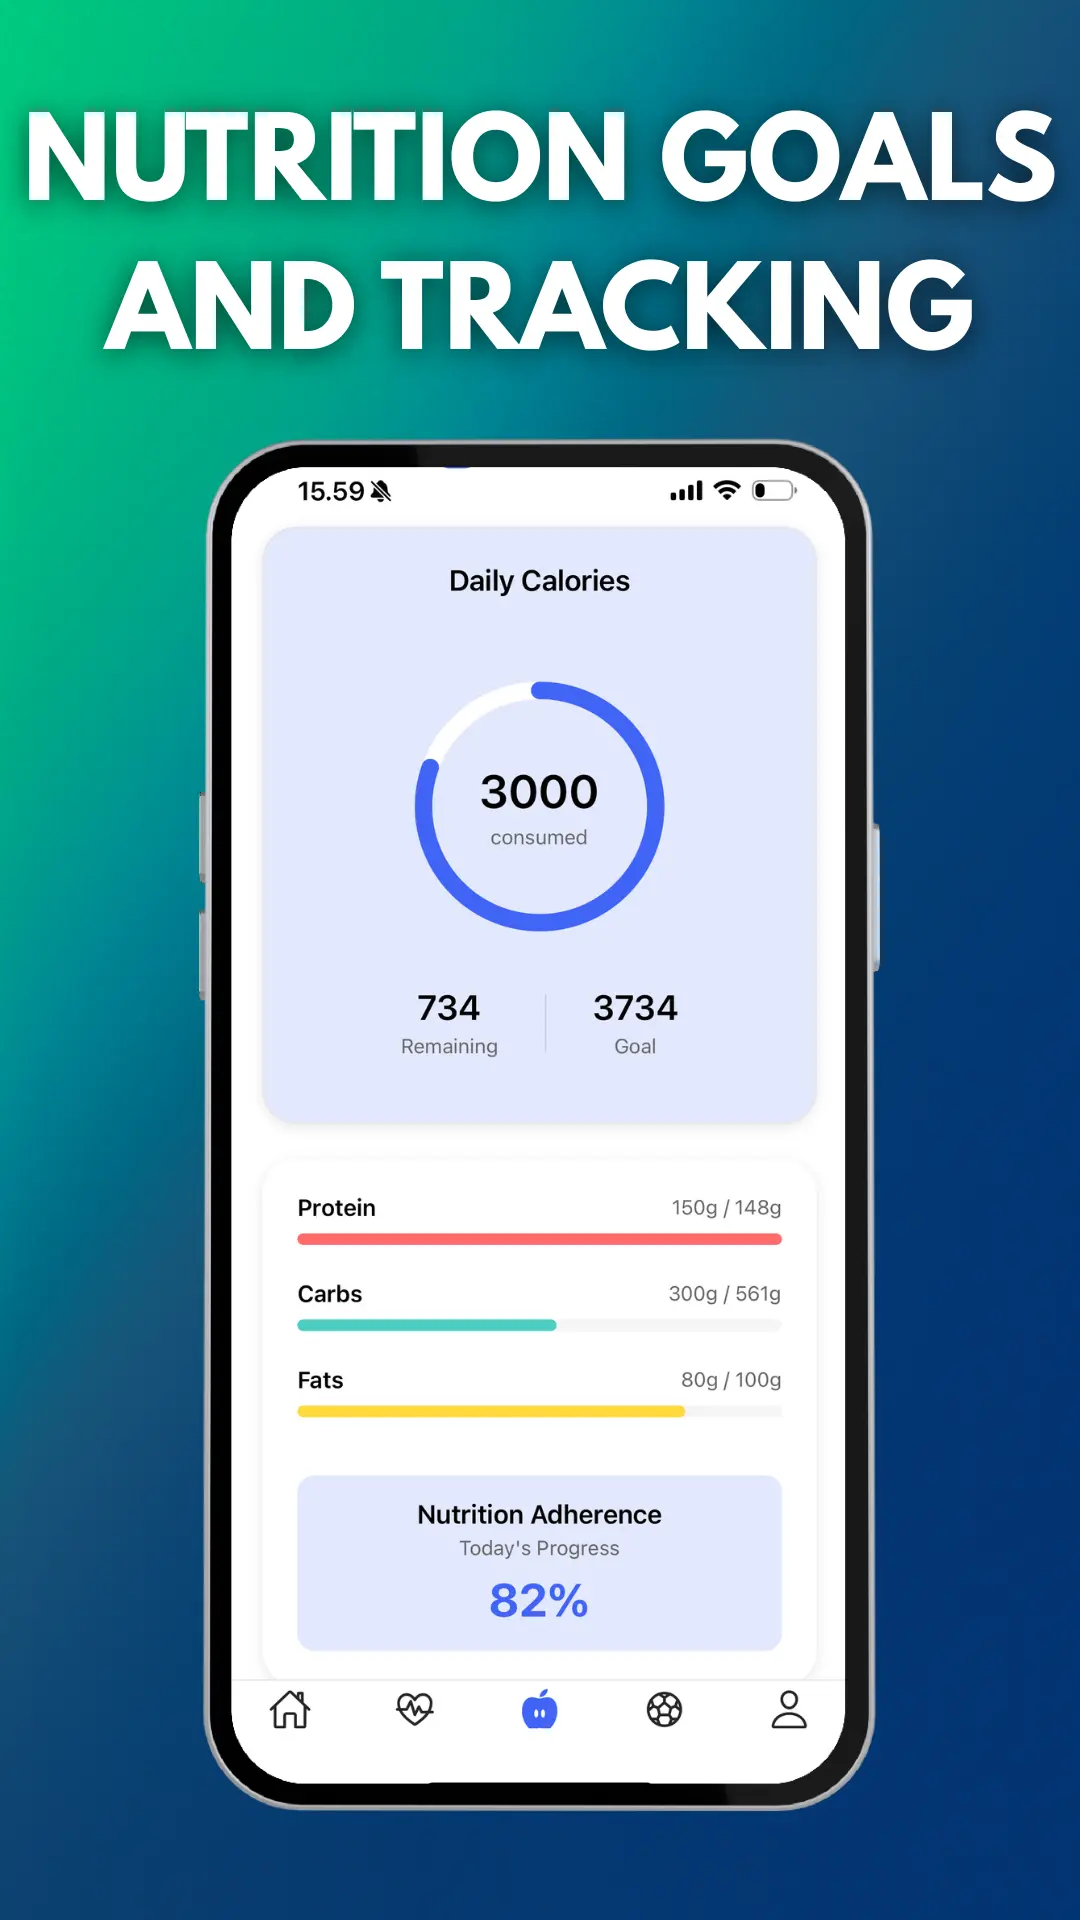 NUTRITION GOALS
AND TRACKING
15.59
Daily Calories
3000
consumed
734
Remaining
3734
Goal
Protein
150g / 148g
Carbs
300g / 561g
Fats
80g / 100g
Nutrition Adherence
Today's Progress
82%